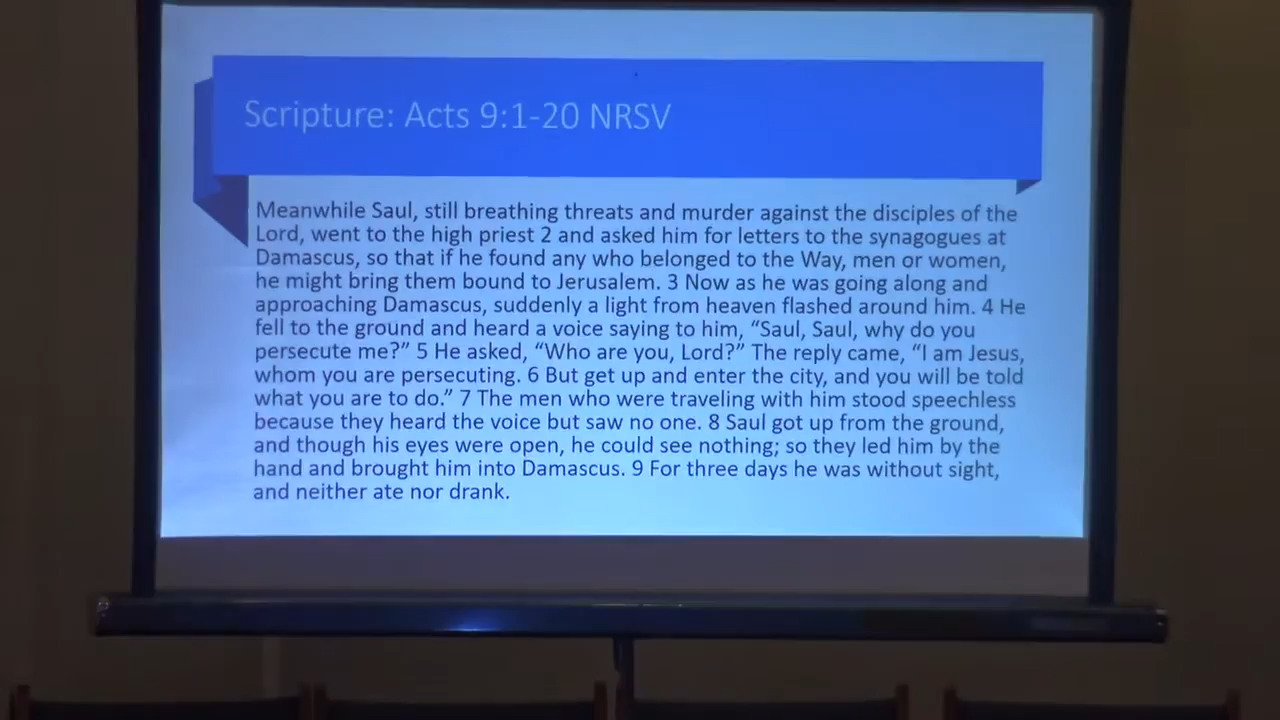 Scripture: Acts 9:1-20 NRSV
Meanwhile Saul, still breathing threats and murder against the disciples of the
Lord, went to the high priest 2 and asked him for letters to the synagogues at
Damascus, so that if he found any who belonged to the Way, men or women,
he might bring them bound to Jerusalem. 3 Now as he was going along and
approaching Damascus, suddenly a light from heaven flashed around him. 4 He
fell to the ground and heard a voice saying to him, “Saul, Saul, why do you
persecute me?” 5 He asked, “Who are you, Lord?” The reply came, “I am Jesus,
whom you are persecuting. 6 But get up and enter the city, and you will be told
what you are to do.” 7 The men who were traveling with him stood speechless
because they heard the voice but saw no one. 8 Saul got up from the ground,
and though his eyes were open, he could see nothing; so they led him by the
hand and brought him into Damascus. 9 For three days he was without sight,
and neither ate nor drank.